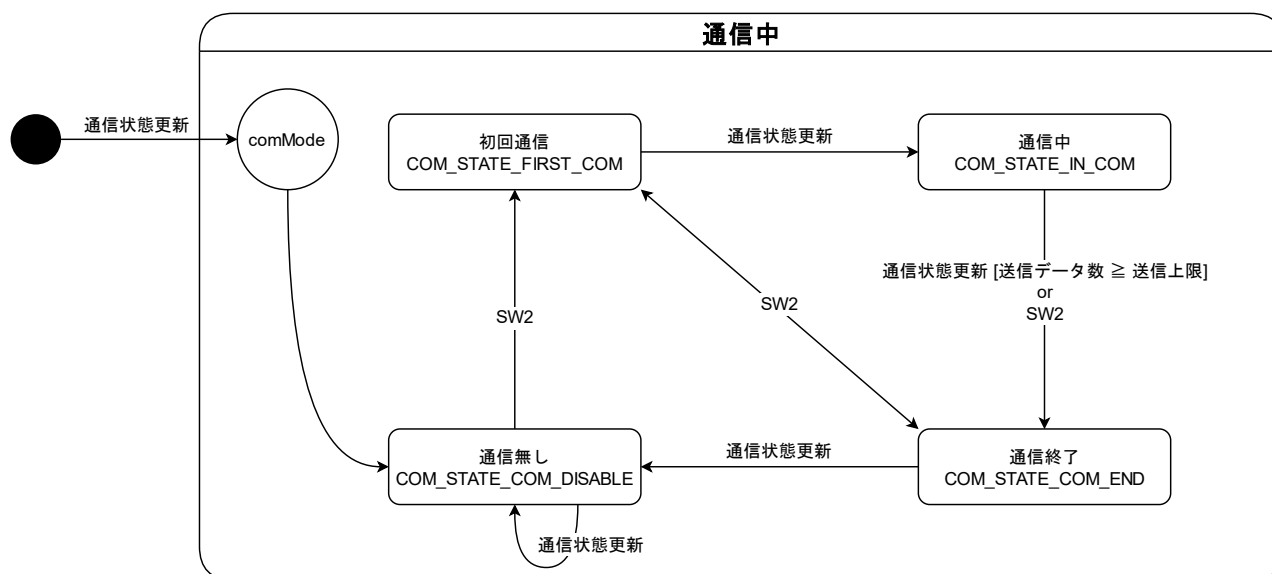 通信中
通信状態更新
comMode
初回通信
COM_STATE_FIRST_COM
通信状態更新
通信中
COM_STATE_IN_COM
通信状態更新 [送信データ数 ≧ 送信上限]
or
SW2
SW2
SW2
通信無し
COM_STATE_COM_DISABLE
通信状態更新
通信終了
COM_STATE_COM_END
通信状態更新